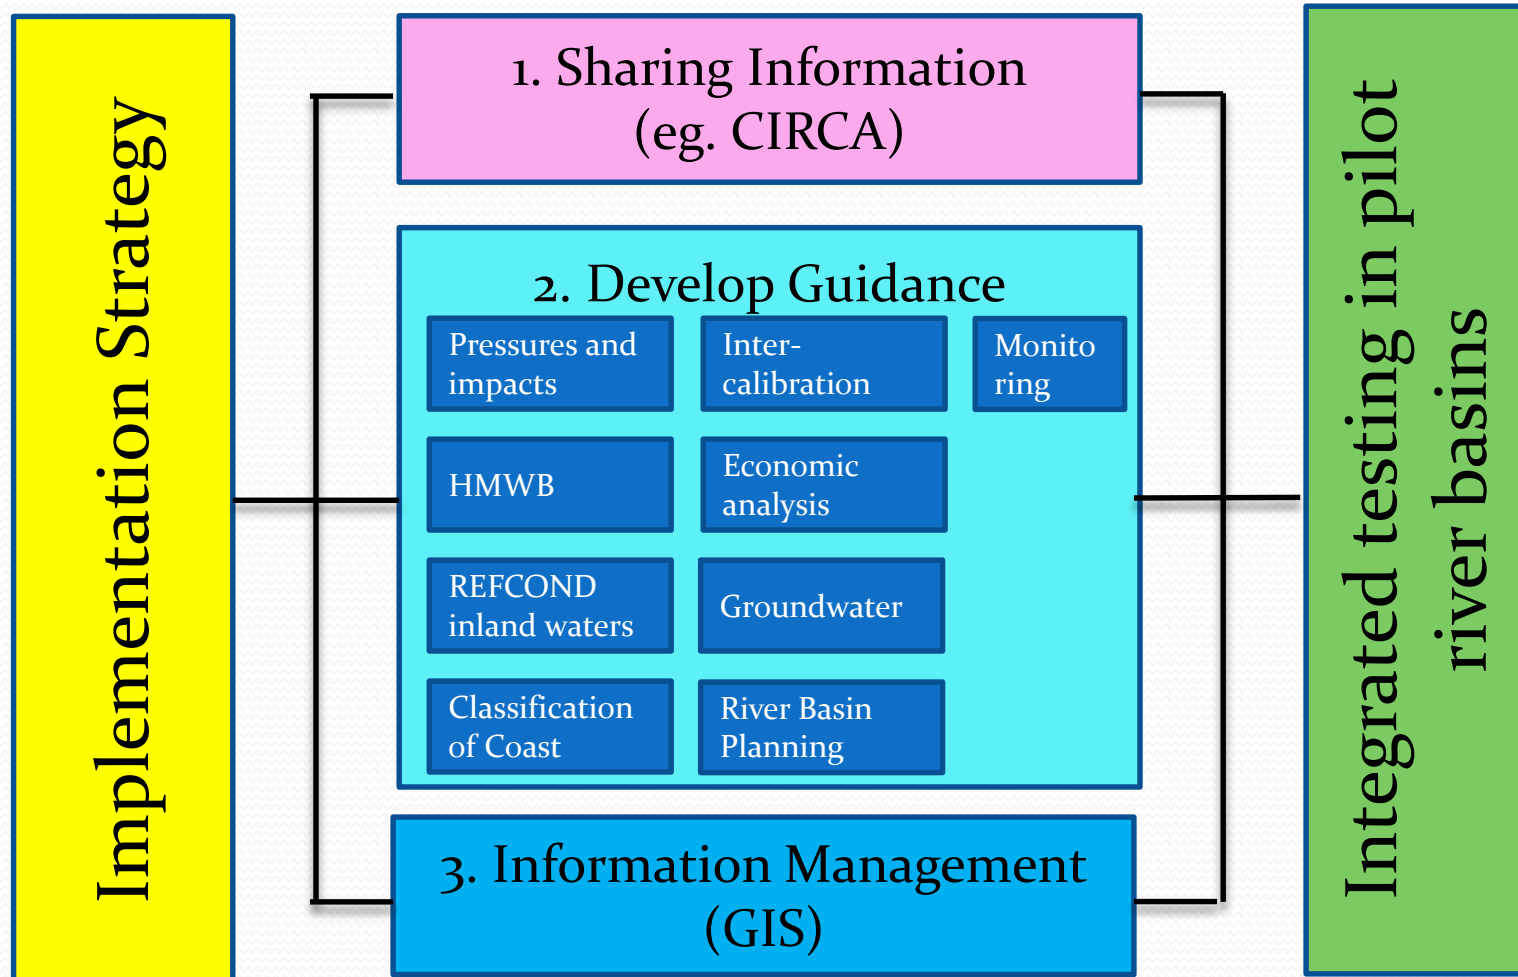 Implementation Strategy
1. Sharing Information
(eg. CIRCA)
2. Develop Guidance
Pressures and
impacts
Inter-
calibration
Monito
ring
HMWB
Economic
analysis
REFCOND
inland waters
Groundwater
Classification
of Coast
River Basin
Planning
3. Information Management
(GIS)
Integrated testing in pilot
river basins